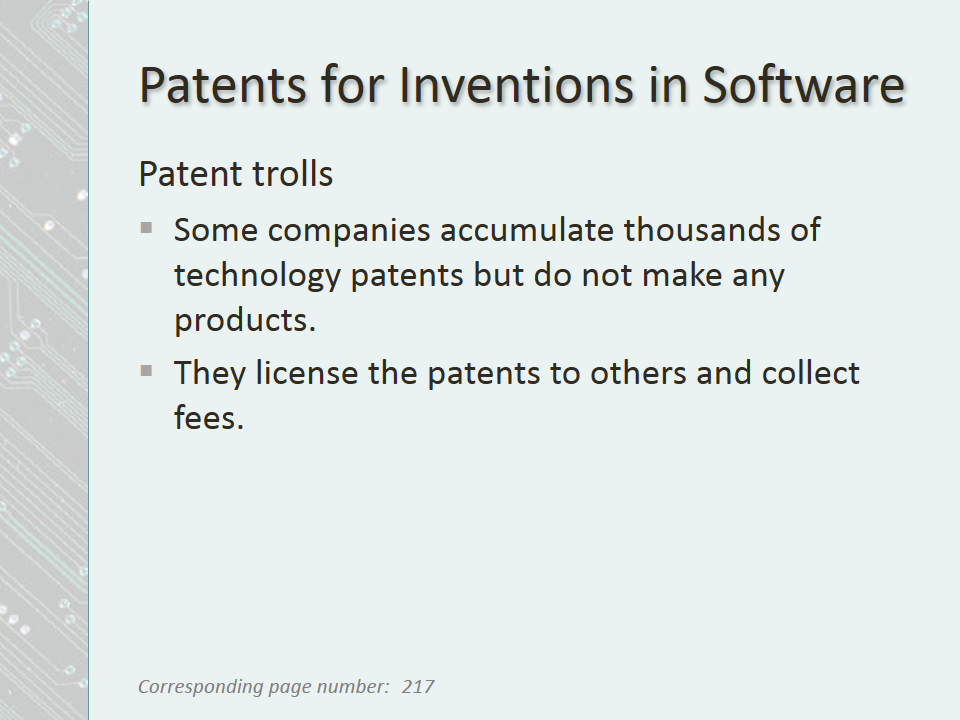 Patents for Inventions in Software
Patent trolls
▪ Some companies accumulate thousands of
technology patents but do not make any
products.
▪ They license the patents to others and collect
fees.
Corresponding page number: 217